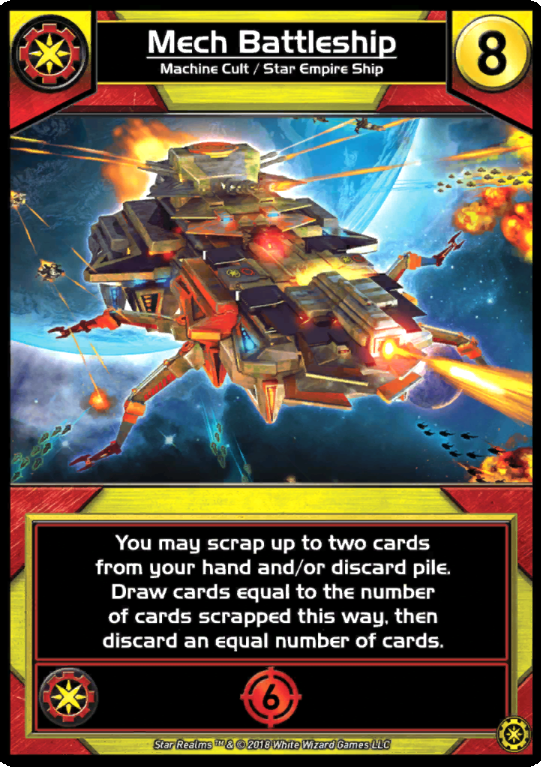 Mech Battleship
8
Machine Cult / Star Empire Ship
You may scrap up to two cards
from your hand and/or discard pile.
Draw cards equal to the number
of cards scrapped this way, then
discard an equal number of cards.
6
Star Realms ™ & © 2018 White Wizard Games LLC